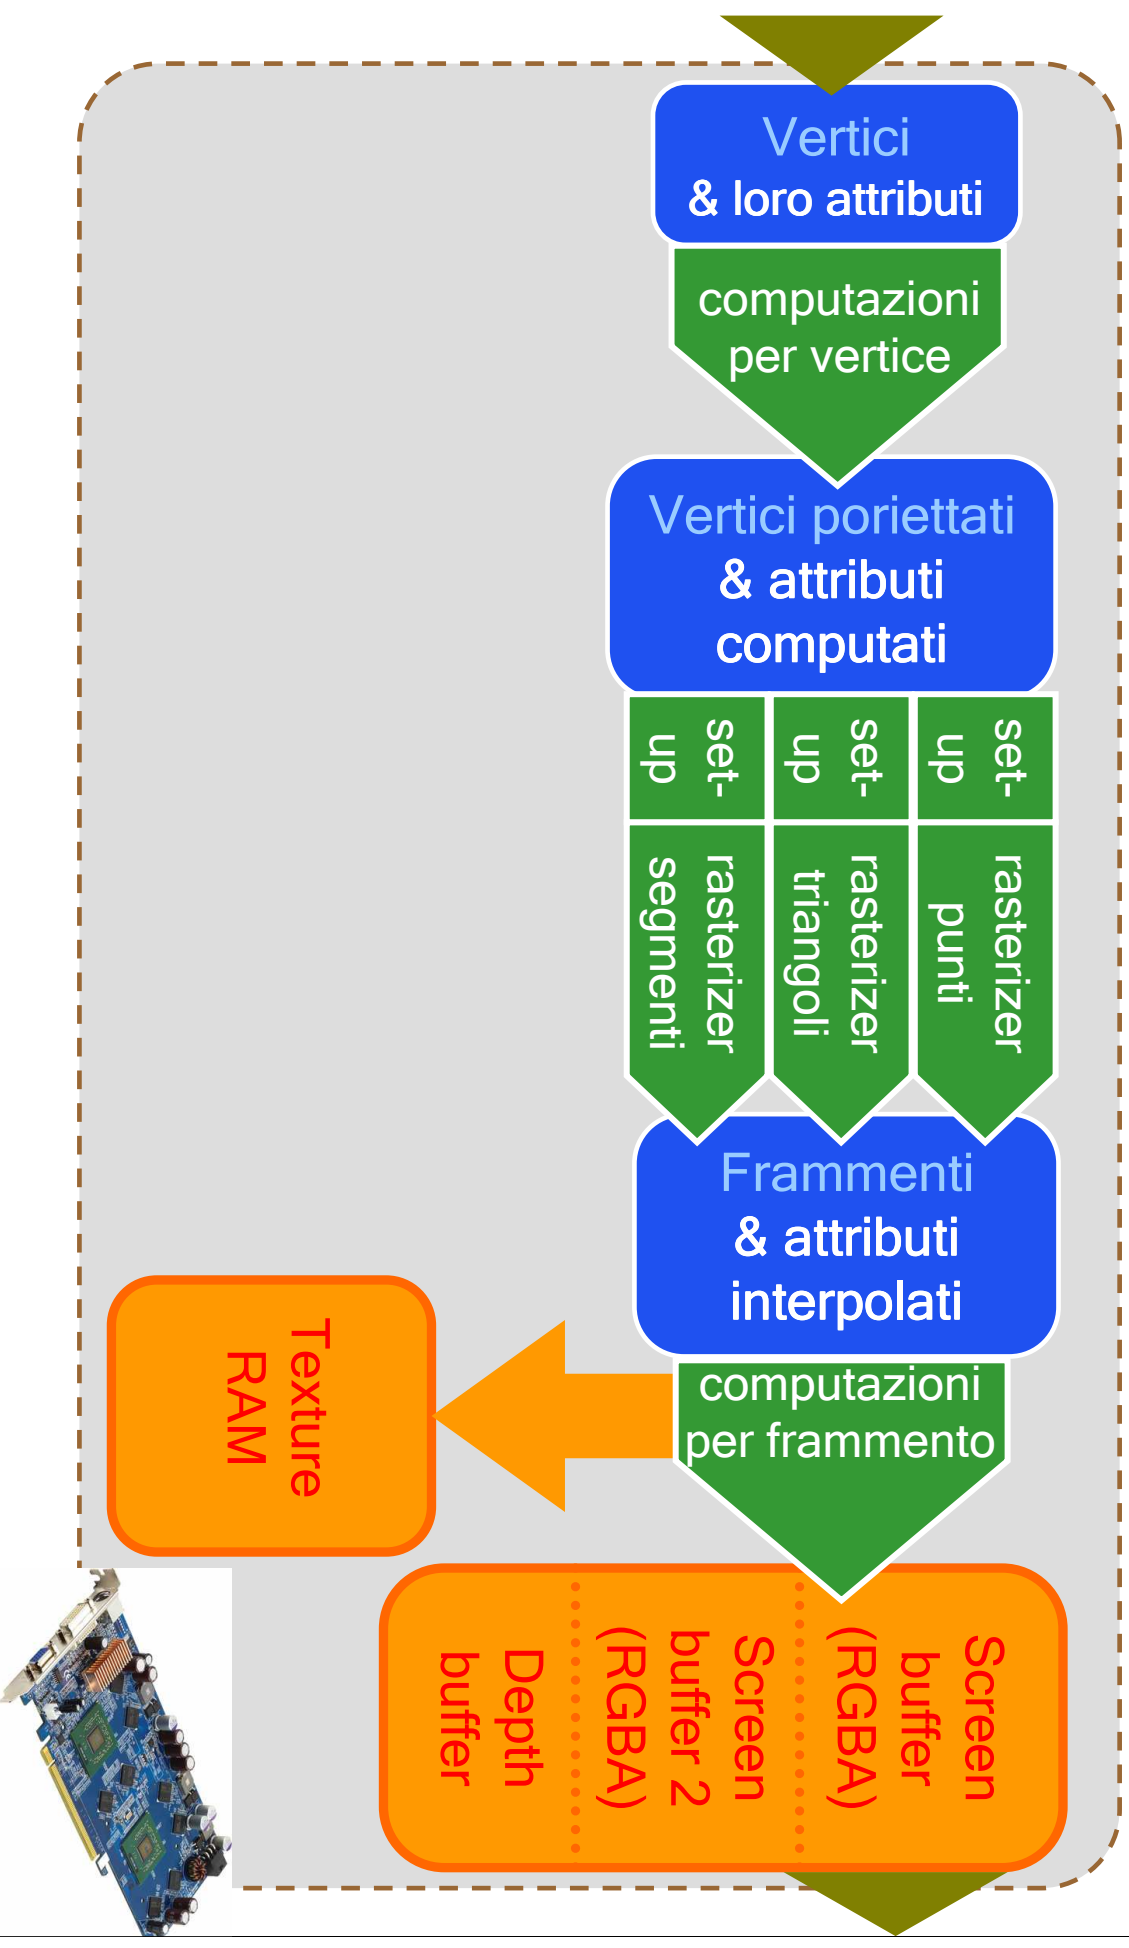 Vertici
& loro attributi
computazioni
per vertice
Vertici poriettati
& attributi
computati
set-
up
set-
up
set-
up
rasterizer
segmenti
rasterizer
triangoli
rasterizer
punti
Frammenti
& attributi
interpolati
computazioni
per frammento
Texture
RAM
Screen
buffer
(RGBA)
Screen
buffer 2
(RGBA)
Depth
buffer